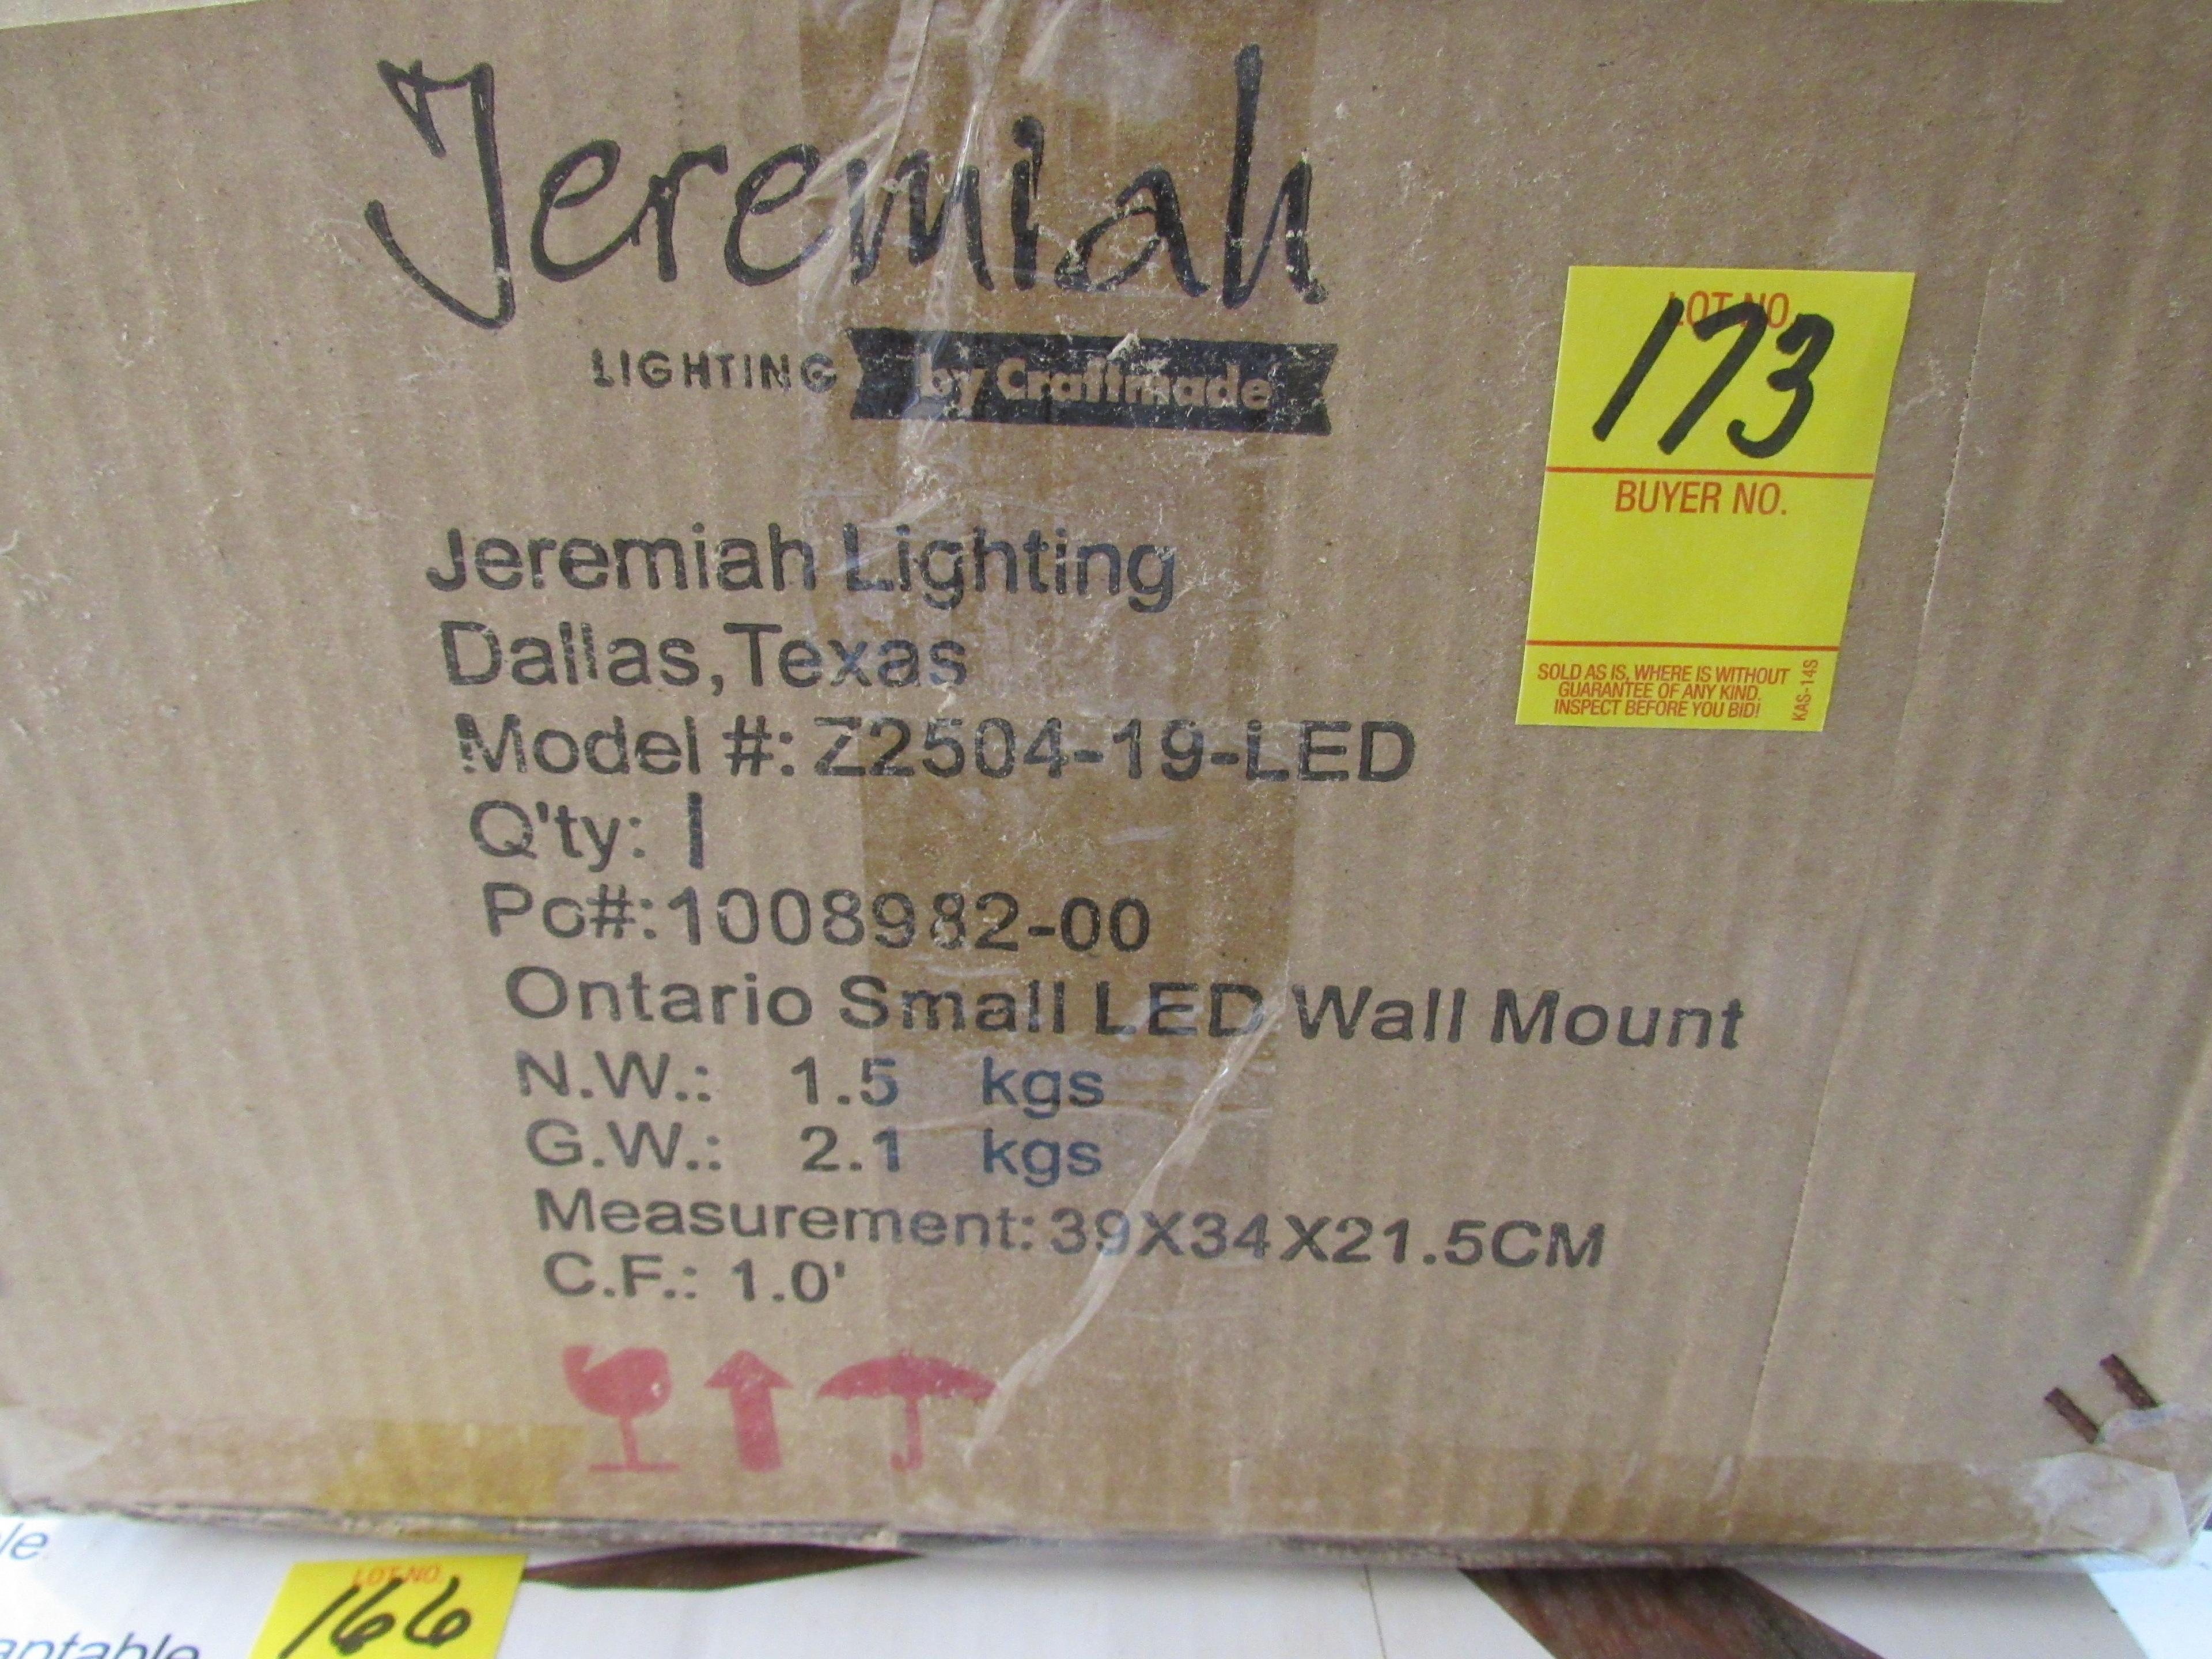 Jeremiah
LIGHTING by Craftmade
LOT NO.
173
BUYER NO.
SOLD AS IS, WHERE IS WITHOUT
GUARANTEE OF ANY KIND.
INSPECT BEFORE YOU BID!
KAS-14S
Jeremiah Lighting
Dallas,Texas
Model #: Z2504-19-LED
Q'ty: 1
Po#: 1008982-00
Ontario Small LED Wall Mount
N.W.: 1.5 kgs
G.W.: 2.1 kgs
Measurement: 39X34X21.5CM
C.F.: 1.0'
LOT NO.
166